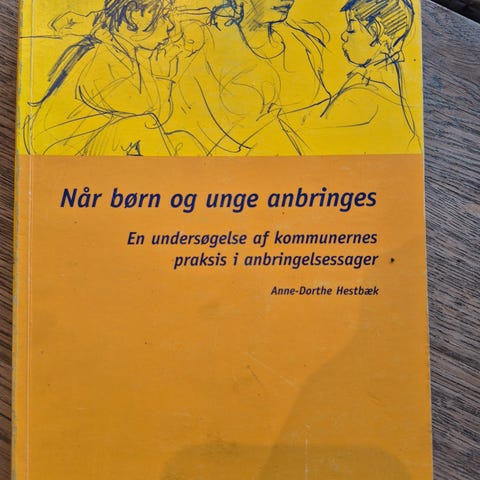 Når børn og unge anbringes
En undersøgelse af kommunernes
praksis i anbringelsessager
Anne-Dorthe Hestbæk